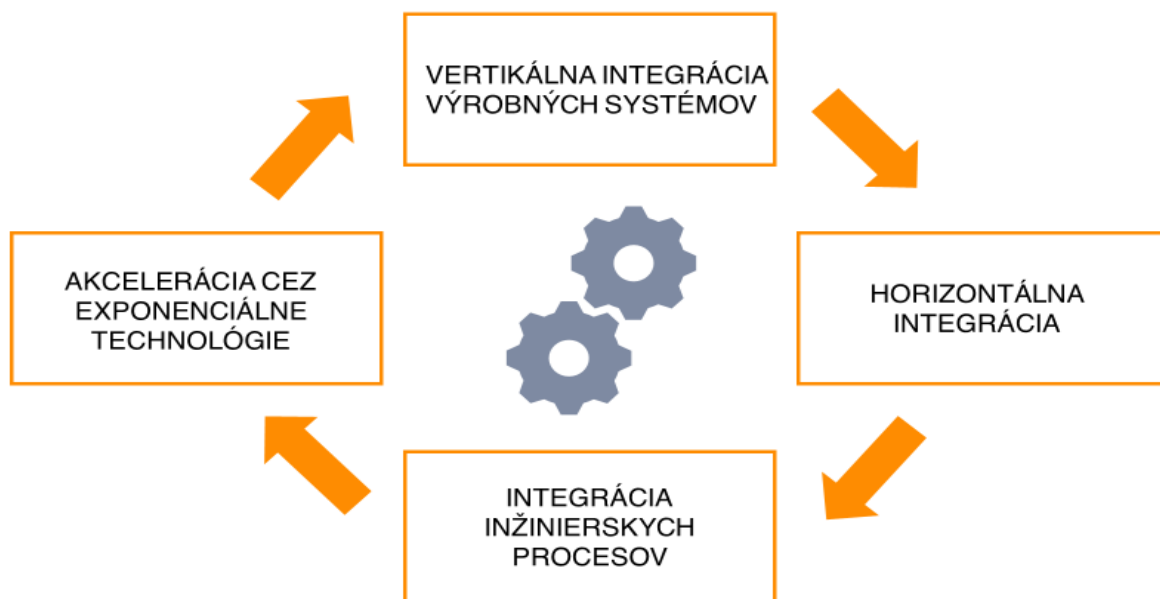 VERTIKÁLNA INTEGRÁCIA
VÝROBNÝCH SYSTÉMOV
AKCELERÁCIA CEZ
EXPONENCIÁLNE
TECHNOLÓGIE
HORIZONTÁLNA
INTEGRÁCIA
INTEGRÁCIA
INŽINIERSKYCH
PROCESOV